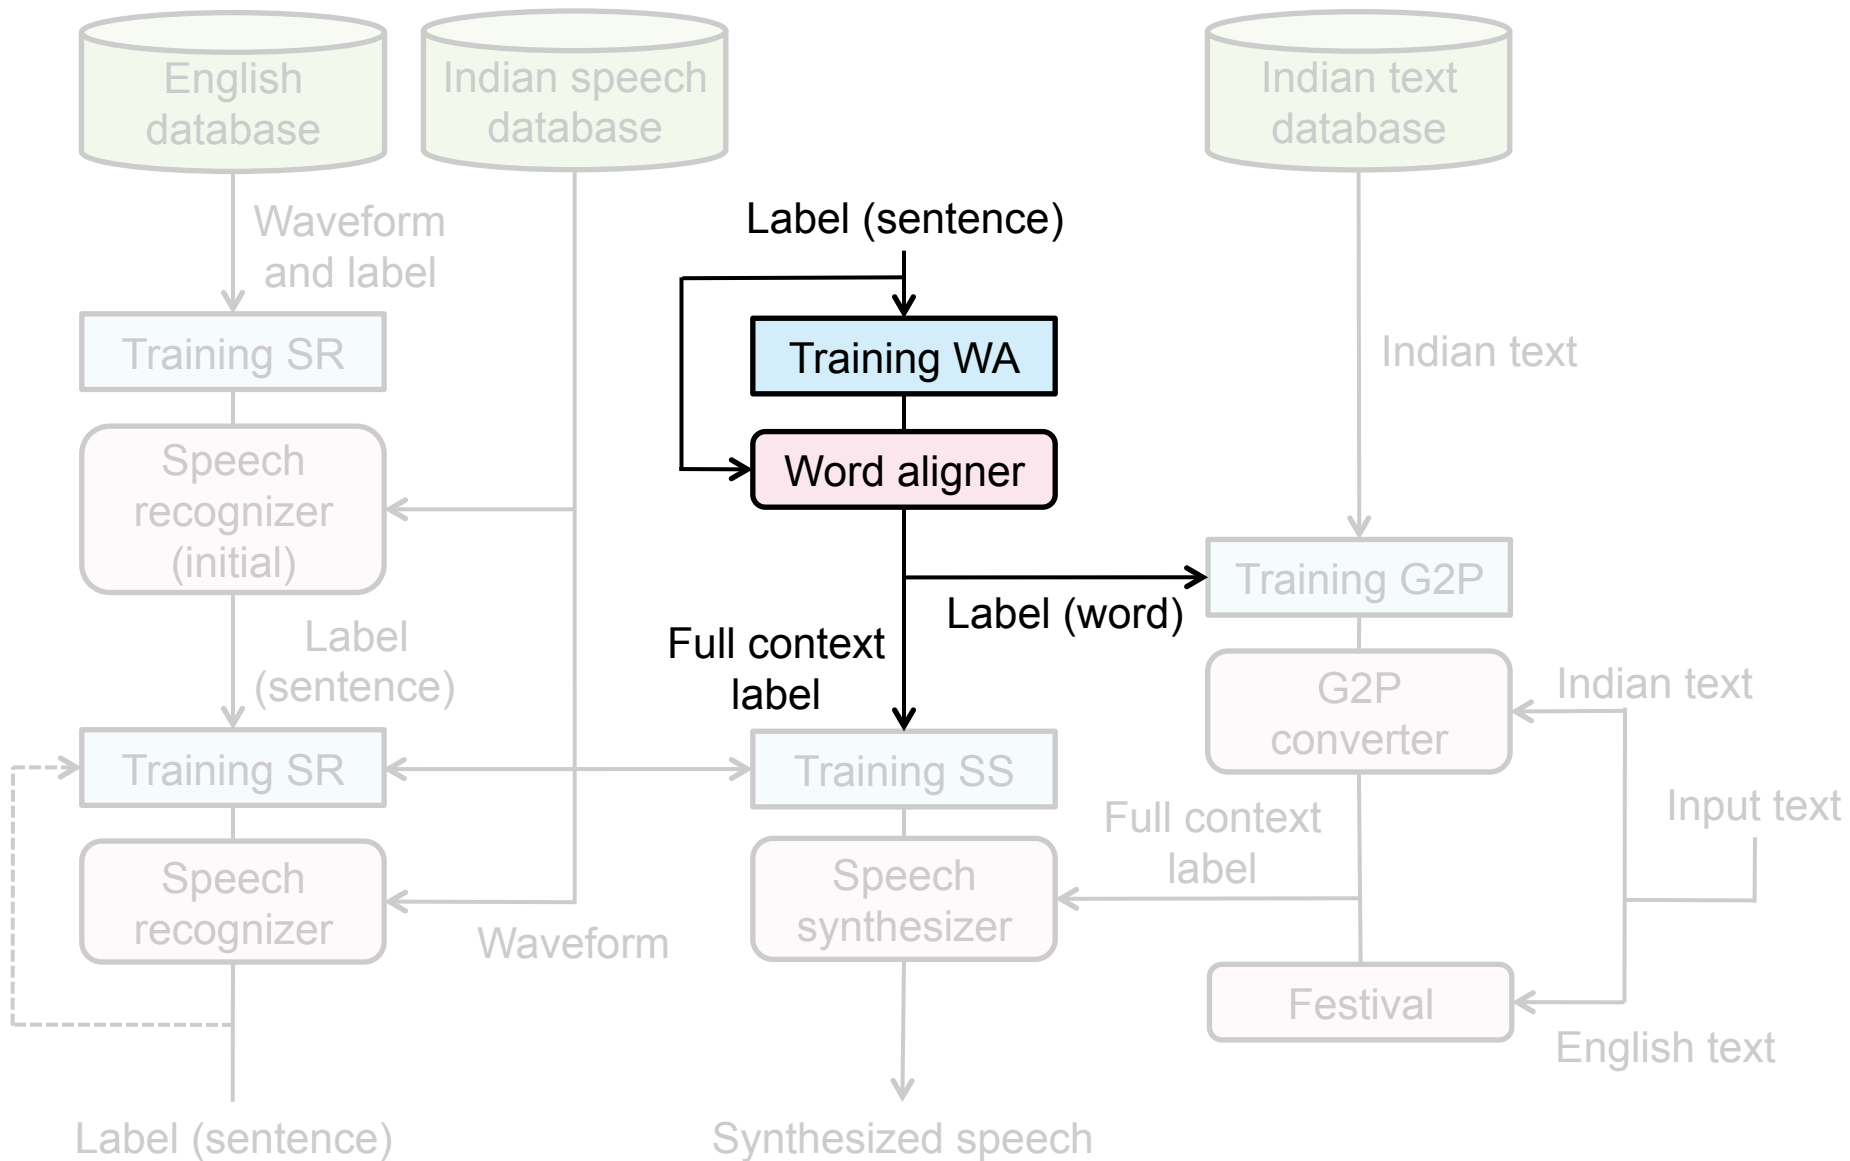 English
database
Indian speech
database
Indian text
database
Waveform
and label
Label (sentence)
Training SR
Training WA
Indian text
Speech
recognizer
(initial)
Word aligner
Training G2P
Label (word)
Label
(sentence)
Full context
label
G2P
converter
Indian text
Training SR
Training SS
Input text
Full context
label
Speech
recognizer
Waveform
Speech
synthesizer
Festival
English text
Label (sentence)
Synthesized speech